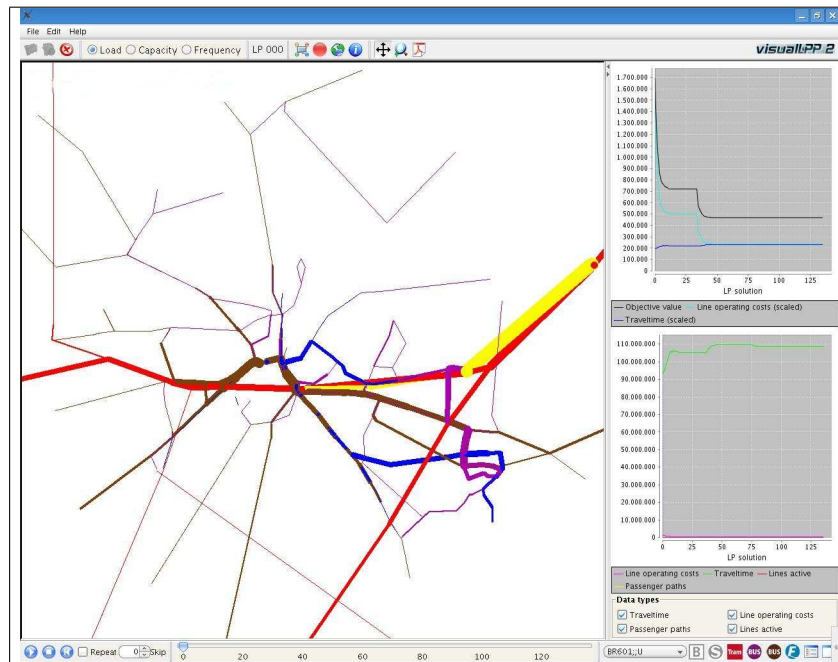 X
File Edit Help
Load Capacity Frequency LP 000
visualLPP 2
1.700.000
1.600.000
1.500.000
1.400.000
1.300.000
1.200.000
1.100.000
1.000.000
900.000
800.000
700.000
600.000
500.000
400.000
300.000
200.000
100.000
0
0 25 50 75 100 125
LP solution
Objective value Line operating costs (scaled)
Traveltime (scaled)
110.000.000
100.000.000
90.000.000
80.000.000
70.000.000
60.000.000
50.000.000
40.000.000
30.000.000
20.000.000
10.000.000
0
0 25 50 75 100 125
LP solution
Line operating costs Traveltime Lines active
Passenger paths
Data types
Traveltime Line operating costs
Passenger paths Lines active
Repeat 0 Skip
0 20 40 60 80 100 120
BR601;;U B S Tram BUS BUS F